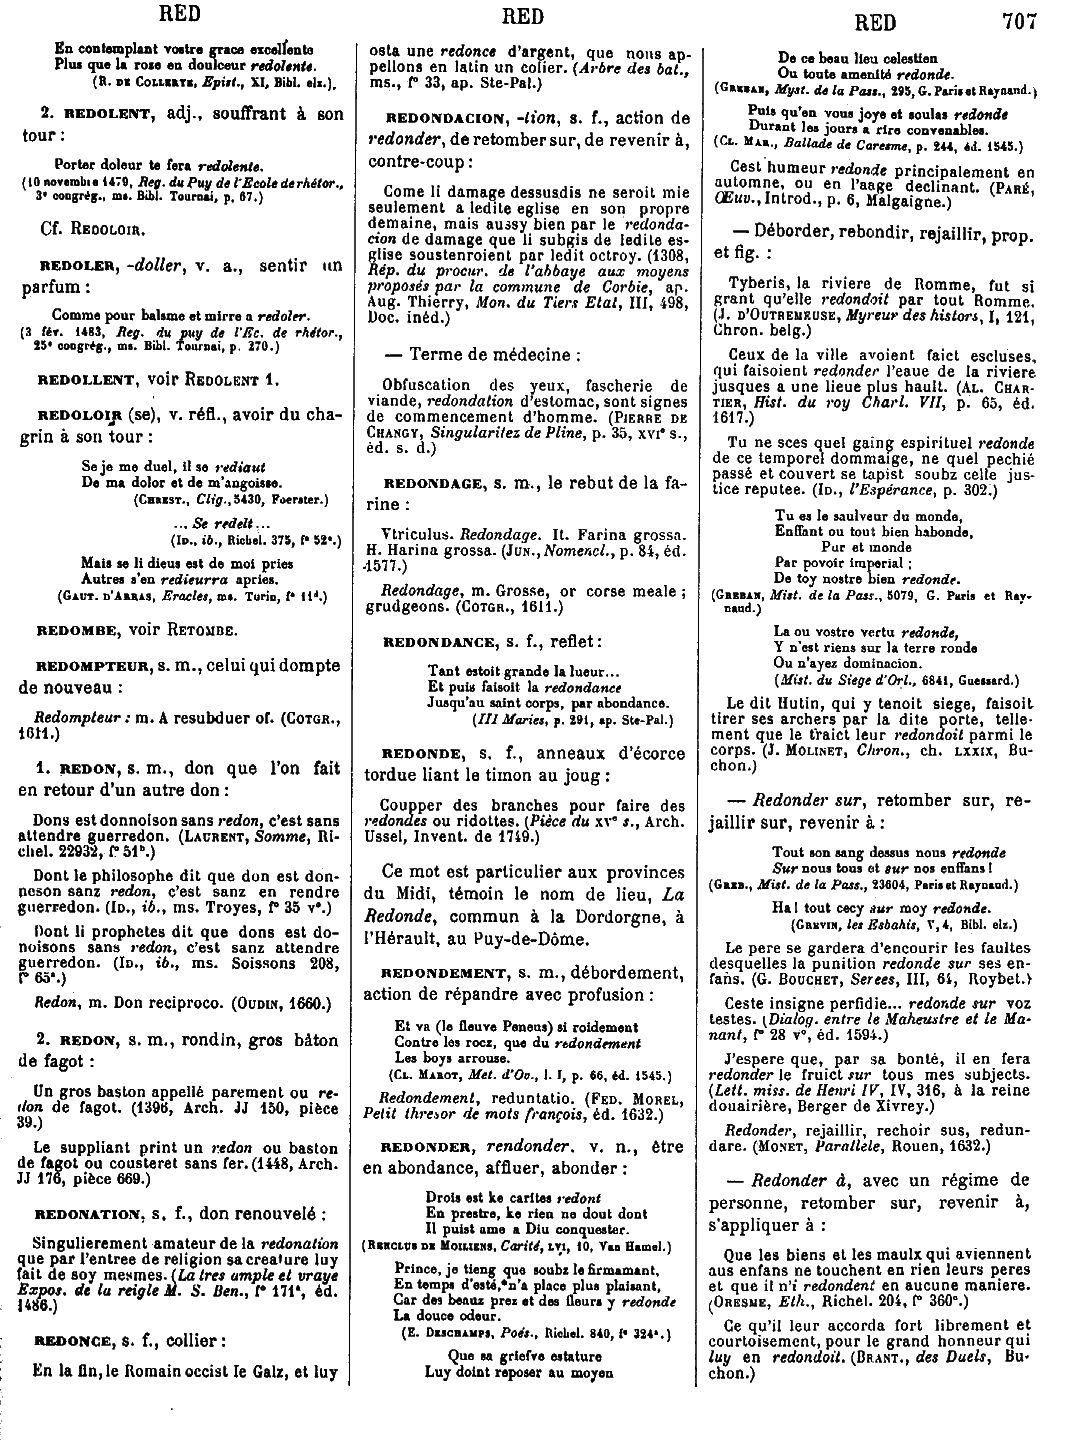 RED
En contemplant vostre grace excellente
Plus que la rose en doulceur redolente.
(R. DE COLLERYE, Epist., XI, Bibl. elz.).
2. REDOLENT, adj., souffrant à son
tour :
Porter doleur te fera redolente.
(10 novembre 1479, Reg. du Puy de l'Ecole de rhétor.,
3e congrég., ms. Bibl. Tournai, p. 67.)
Cf. REDOLOIR.
REDOLER, -doller, v. a., sentir un
parfum :
Comme pour balsme et mirre a redoler.
(3 fév. 1483, Reg. du puy de l'Ec. de rhétor.,
25e congrég., ms. Bibl. Tournai, p. 270.)
REDOLLENT, voir REDOLENT 1.
REDOLOIR (se), v. réfl., avoir du cha-
grin à son tour :
Se je me duel, il se rediaut
De ma dolor et de m'angoisse.
(CHREST., Clig., 5430, Foerster.)
... Se redelt...
(ID., ib., Richel. 375, f° 52e.)
Mais se li dieus est de moi pries
Autres s'en redieurra apries.
(GAUT. D'ARRAS, Eracles, ms. Turin, f° 11d.)
REDOMBE, voir RETOMBE.
REDOMPTEUR, s. m., celui qui dompte
de nouveau :
Redompteur : m. A resubduer of. (COTGR.,
1611.)
1. REDON, s. m., don que l'on fait
en retour d'un autre don :
Dons est donnoison sans redon, c'est sans
attendre guerredon. (LAURENT, Somme, Ri-
chel. 22932, f° 51b.)
Dont le philosophe dit que don est don-
neson sanz redon, c'est sanz en rendre
guerredon. (ID., ib., ms. Troyes, f° 35 v°.)
Dont li prophetes dit que dons est do-
noisons sans redon, c'est sanz attendre
guerredon. (ID., ib., ms. Soissons 208,
f° 65a.)
Redon, m. Don reciproco. (OUDIN, 1660.)
2. REDON, s. m., rondin, gros bâton
de fagot :
Un gros baston appellé parement ou re-
don de fagot. (1396, Arch. JJ 150, pièce
39.)
Le suppliant print un redon ou baston
de fagot ou cousteret sans fer. (1448, Arch.
JJ 176, pièce 669.)
REDONATION, s. f., don renouvelé :
Singulierement amateur de la redonation
que par l'entree de religion sa creature luy
fait de soy mesmes. (La tres ample et vraye
Expos. de la reigle M. S. Ben., f° 171a, éd.
1486.)
REDONCE, s. f., collier :
En la fin, le Romain occist le Galz, et luy
RED
osta une redonce d'argent, que nous ap-
pellons en latin un colier. (Arbre des bat.,
ms., f° 33, ap. Ste-Pal.)
REDONDACION, -tion, s. f., action de
redonder, de retomber sur, de revenir à,
contre-coup :
Come li damage dessusdis ne seroit mie
seulement a ledite eglise en son propre
demaine, mais aussy bien par le redonda-
cion de damage que li subgis de ledite es-
glise soustenroient par ledit octroy. (1308,
Rép. du procur. de l'abbaye aux moyens
proposés par la commune de Corbie, ap.
Aug. Thierry, Mon. du Tiers Etat, III, 498,
Doc. inéd.)
— Terme de médecine :
Obfuscation des yeux, fascherie de
viande, redondation d'estomac, sont signes
de commencement d'homme. (PIERRE DE
CHANGY, Singularitez de Pline, p. 35, XVIe s.,
éd. s. d.)
REDONDAGE, s. m., le rebut de la fa-
rine :
Vtriculus. Redondage. It. Farina grossa.
H. Harina grossa. (JUN., Nomencl., p. 84, éd.
1577.)
Redondage, m. Grosse, or corse meale ;
grudgeons. (COTGR., 1611.)
REDONDANCE, s. f., reflet :
Tant estoit grande la lueur...
Et puis faisoit la redondance
Jusqu'au saint corps, par abondance.
(III Maries, p. 291, ap. Ste-Pal.)
REDONDE, s. f., anneaux d'écorce
tordue liant le timon au joug :
Coupper des branches pour faire des
redondes ou ridottes. (Pièce du XVe s., Arch.
Ussel, Invent. de 1749.)
Ce mot est particulier aux provinces
du Midi, témoin le nom de lieu, La
Redonde, commun à la Dordorgne, à
l'Hérault, au Puy-de-Dôme.
REDONDEMENT, s. m., débordement,
action de répandre avec profusion :
Et va (le fleuve Peneus) si roidement
Contre les rocz, que du redondement
Les boys arrouse.
(CL. MAROT, Met. d'Ov., l. I, p. 66, éd. 1545.)
Redondement, reduntatio. (FED. MOREL,
Petit thresor de mots françois, éd. 1632.)
REDONDER, rendonder. v. n., être
en abondance, affluer, abonder :
Drois est ke carites redont
En prestre, ke rien ne dout dont
Il puist ame a Diu conquester.
(RENCLUS DE MOILIENS, Carité, LVI, 10, Van Hamel.)
Prince, je tieng que soubz le firmamant,
En temps d'esté, n'a place plus plaisant,
Car des beaux prez et des fleurs y redonde
La douce odeur.
(E. DESCHAMPS, Poés., Richel. 840, f° 324a.)
Que sa griefve estature
Luy doint reposer au moyen
RED 707
De ce beau lieu celestien
Ou toute amenité redonde.
(GREBAN, Myst. de la Pass., 295, G. Paris et Raynaud.)
Puis qu'en vous joye et soulas redonde
Durant les jours a rire convenables.
(CL. MAR., Ballade de Caresme, p. 244, éd. 1545.)
Cest humeur redonde principalement en
automne, ou en l'aage declinant. (PARÉ,
Œuv., Introd., p. 6, Malgaigne.)
— Déborder, rebondir, rejaillir, prop.
et fig. :
Tyberis, la riviere de Romme, fut si
grant qu'elle redondoit par tout Romme.
(J. D'OUTREMEUSE, Myreur des histors, I, 121,
Chron. belg.)
Ceux de la ville avoient faict escluses,
qui faisoient redonder l'eaue de la riviere
jusques a une lieue plus hault. (AL. CHAR-
TIER, Hist. du roy Charl. VII, p. 65, éd.
1617.)
Tu ne sces quel gaing espirituel redonde
de ce temporel dommaige, ne quel pechié
passé et couvert se tapist soubz celle jus-
tice reputee. (ID., l'Espérance, p. 302.)
Tu es le saulveur du monde,
Enffant ou tout bien habonde,
Pur et monde
Par povoir imperial ;
De toy nostre bien redonde.
(GREBAN, Mist. de la Pass., 5079, G. Paris et Ray-
naud.)
La ou vostre vertu redonde,
Y n'est riens sur la terre ronde
Ou n'ayez dominacion.
(Mist. du Siege d'Orl., 6841, Guessard.)
Le dit Hutin, qui y tenoit siege, faisoit
tirer ses archers par la dite porte, telle-
ment que le traict leur redondoit parmi le
corps. (J. MOLINET, Chron., ch. LXXIX, Bu-
chon.)
— Redonder sur, retomber sur, re-
jaillir sur, revenir à :
Tout son sang dessus nous redonde
Sur nous tous et sur nos enffans !
(GREB., Mist. de la Pass., 23604, Paris et Raynaud.)
Ha ! tout cecy sur moy redonde.
(GREVIN, les Esbahis, V, 4, Bibl. elz.)
Le pere se gardera d'encourir les faultes
desquelles la punition redonde sur ses en-
fans. (G. BOUCHET, Serees, III, 64, Roybet.)
Ceste insigne perfidie... redonde sur voz
testes. (Dialog. entre le Maheustre et le Ma-
nant, f° 28 v°, éd. 1594.)
J'espere que, par sa bonté, il en fera
redonder le fruict sur tous mes subjects.
(Lett. miss. de Henri IV, IV, 316, à la reine
douairière, Berger de Xivrey.)
Redonder, rejaillir, rechoir sus, redun-
dare. (MONET, Parallele, Rouen, 1632.)
— Redonder à, avec un régime de
personne, retomber sur, revenir à,
s'appliquer à :
Que les biens et les maulx qui aviennent
aus enfans ne touchent en rien leurs peres
et que il n'i redondent en aucune maniere.
(ORESME, Eth., Richel. 204, f° 360c.)
Ce qu'il leur accorda fort librement et
courtoisement, pour le grand honneur qui
luy en redondoit. (BRANT., des Duels, Bu-
chon.)